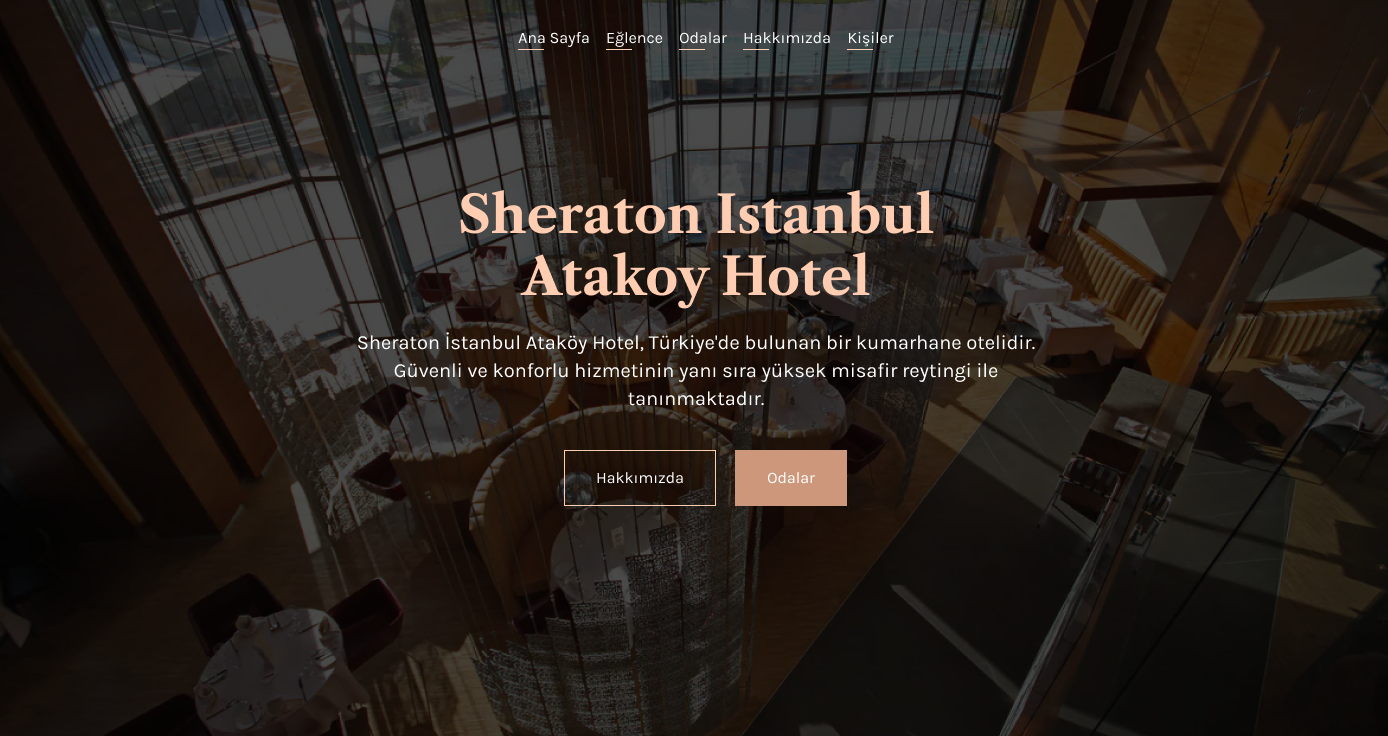 Ana Sayfa Eğlence Odalar Hakkımızda Kişiler
Sheraton Istanbul
Atakoy Hotel
Sheraton İstanbul Ataköy Hotel, Türkiye'de bulunan bir kumarhane otelidir.
Güvenli ve konforlu hizmetinin yanı sıra yüksek misafir reytingi ile
tanınmaktadır.
Hakkımızda Odalar